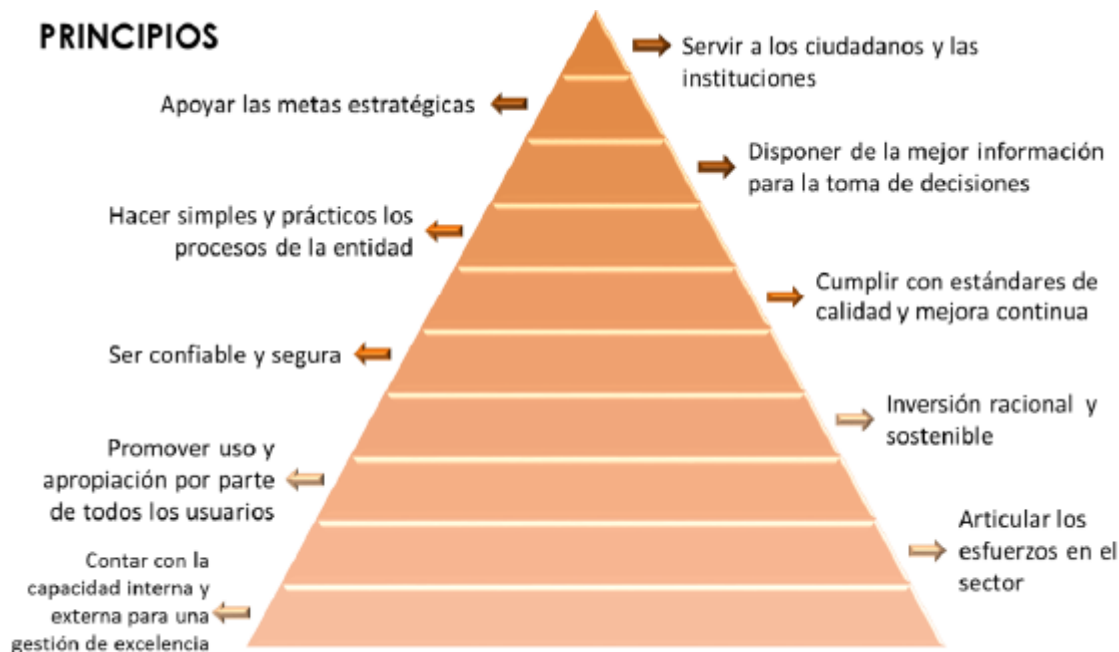 PRINCIPIOS
Servir a los ciudadanos y las
instituciones
Apoyar las metas estratégicas
Disponer de la mejor información
para la toma de decisiones
Hacer simples y prácticos los
procesos de la entidad
Cumplir con estándares de
calidad y mejora continua
Ser confiable y segura
Inversión racional y
sostenible
Promover uso y
apropiación por parte
de todos los usuarios
Articular los
esfuerzos en el
sector
Contar con la
capacidad interna y
externa para una
gestión de excelencia